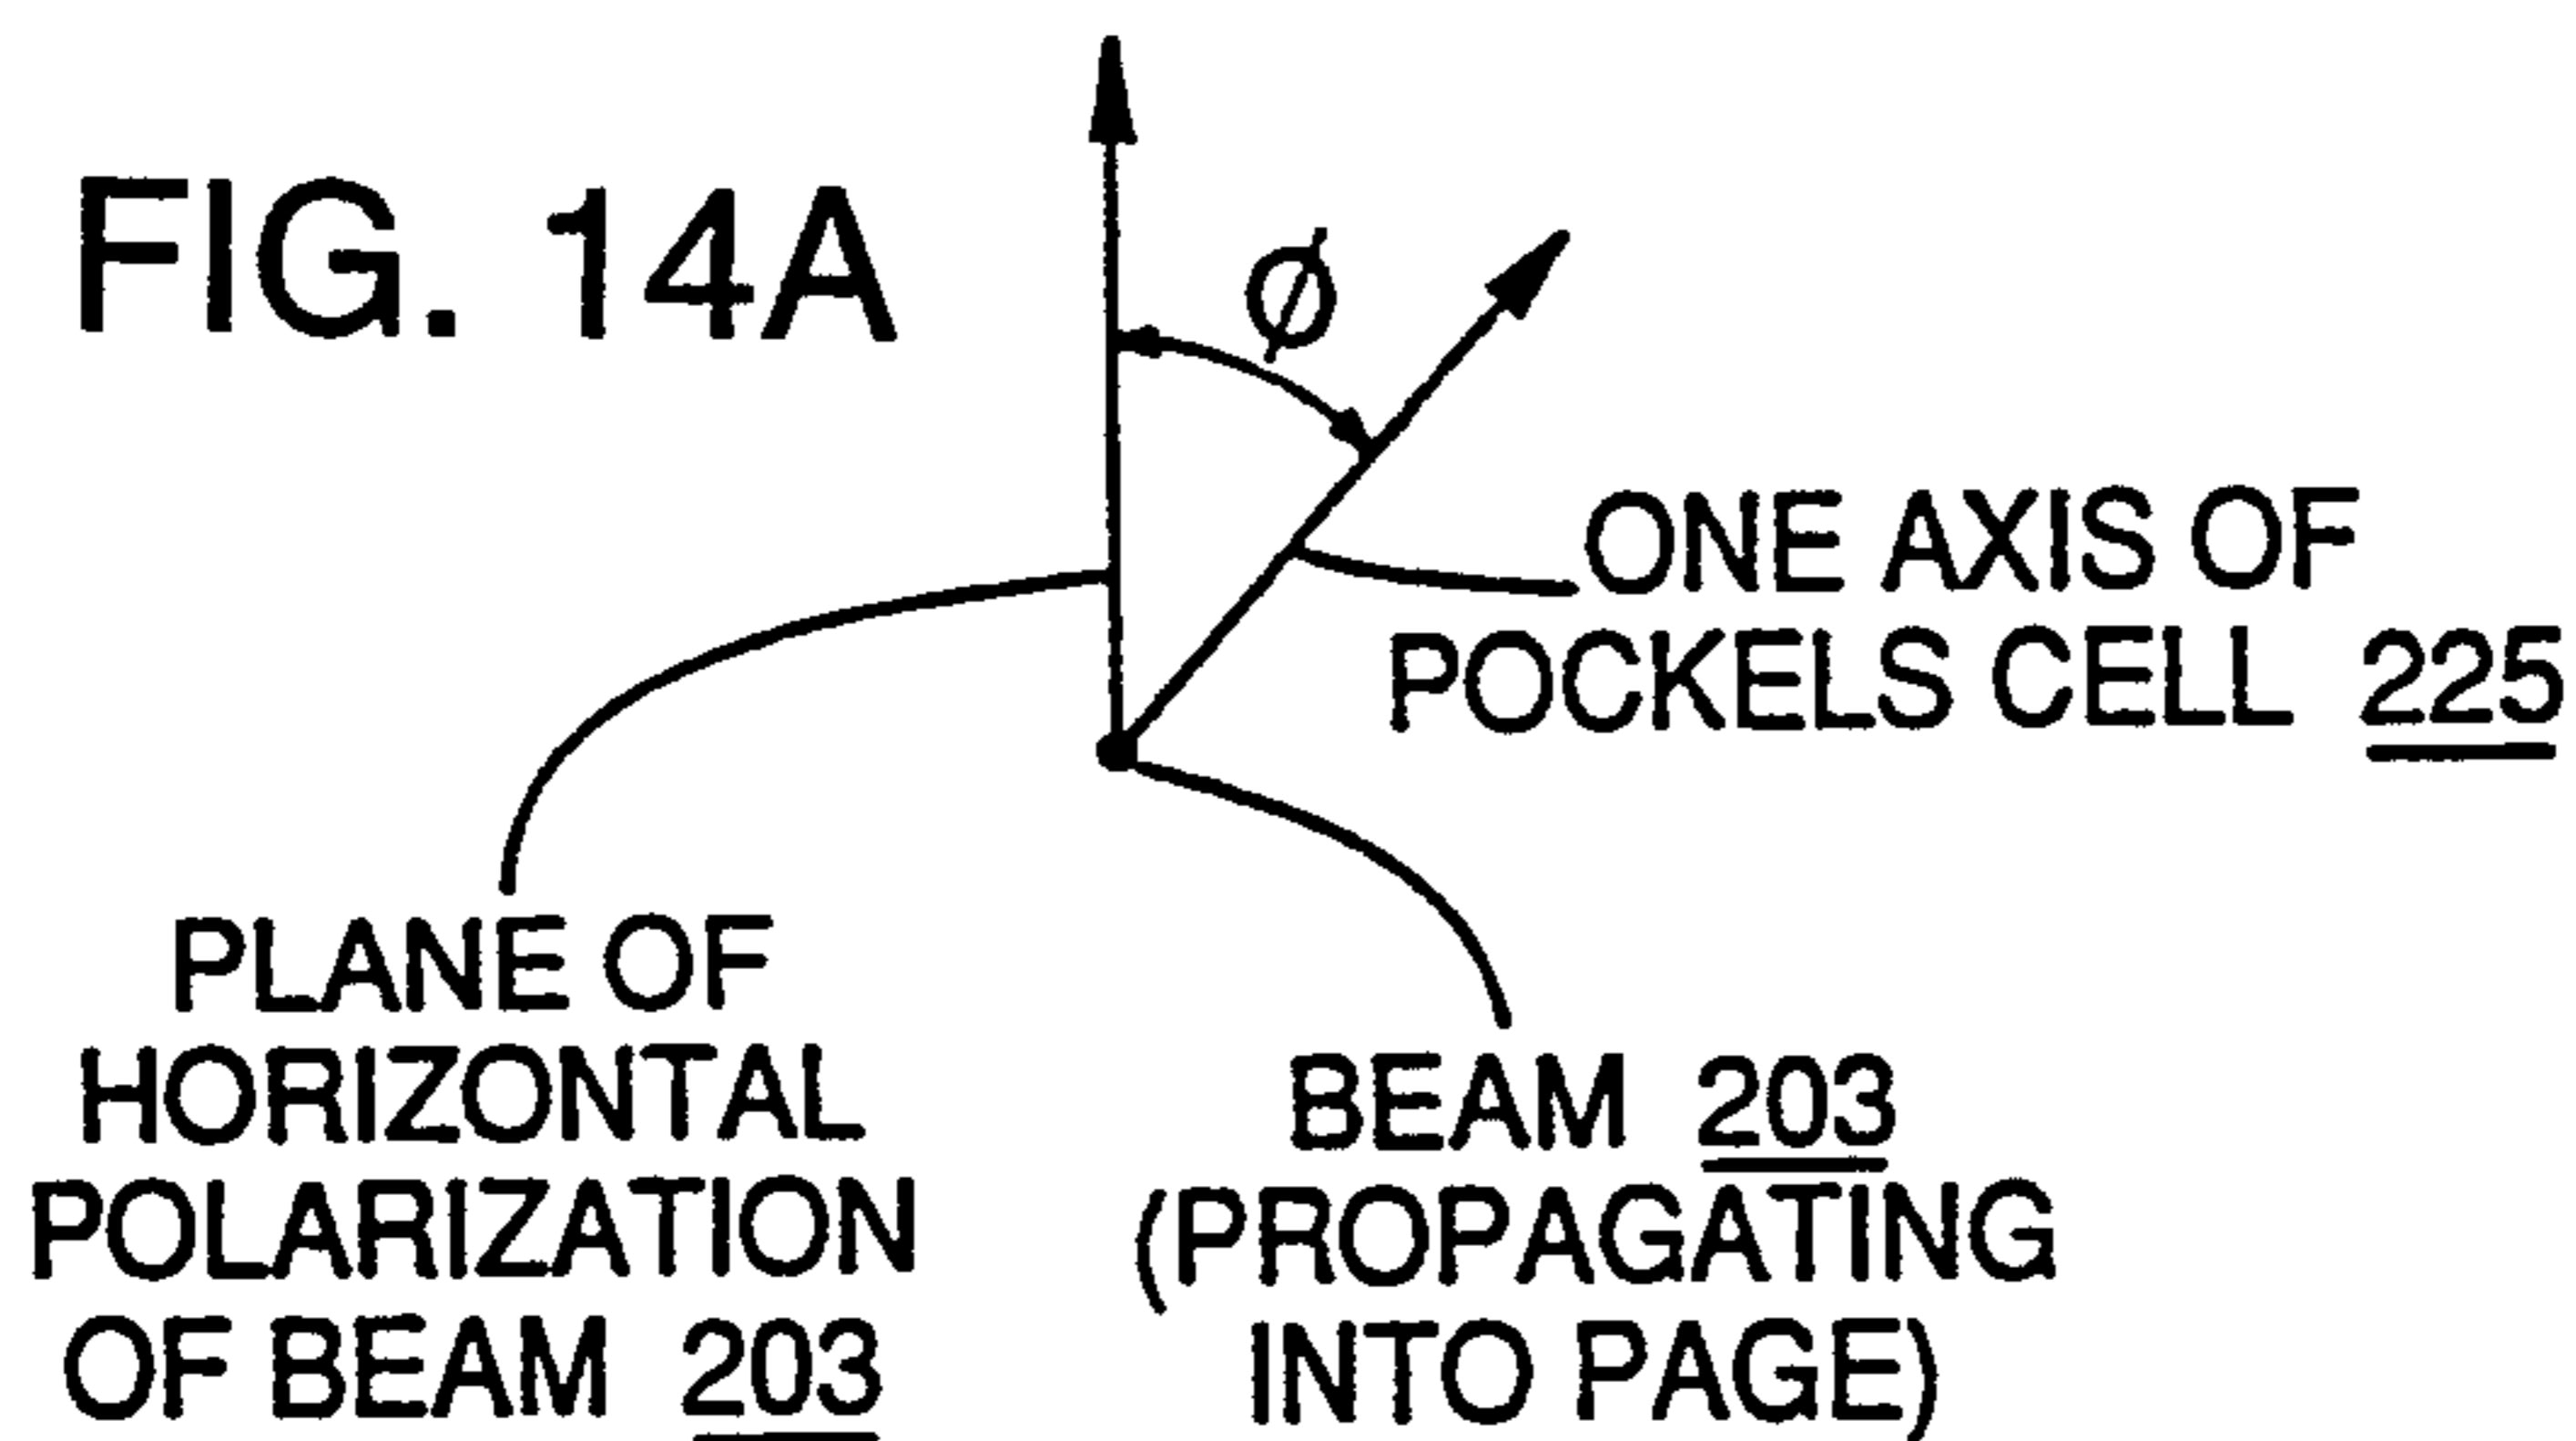 FIG. 14A
ϕ
ONE AXIS OF
POCKELS CELL 225
PLANE OF
HORIZONTAL
POLARIZATION
OF BEAM 203
BEAM 203
(PROPAGATING
INTO PAGE)